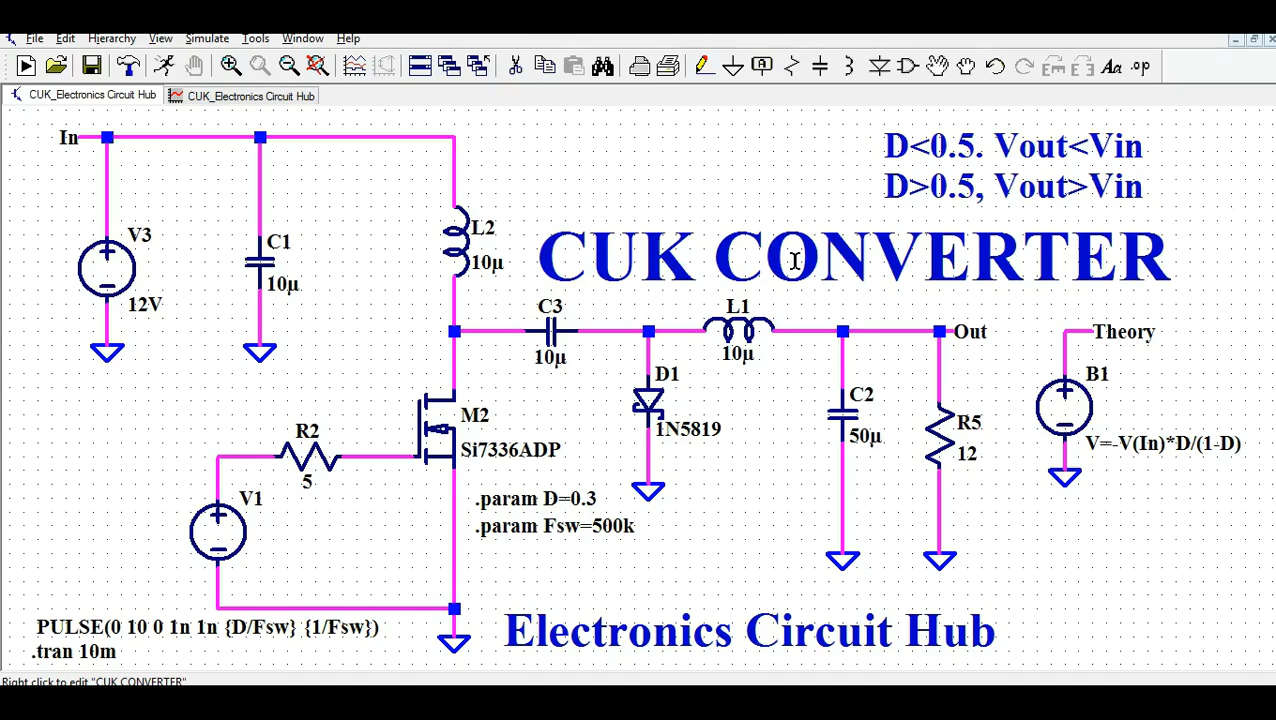 File Edit Hierarchy View Simulate Tools Window Help
Aa .op
CUK_Electronics Circuit Hub CUK_Electronics Circuit Hub
In
D<0.5. Vout<Vin
D>0.5, Vout>Vin
V3
12V
C1
10µ
L2
10µ
CUK CONVERTER
C3
10µ
L1
10µ
Out
Theory
D1
1N5819
C2
50µ
R5
12
B1
V=-V(In)*D/(1-D)
M2
Si7336ADP
R2
5
V1
.param D=0.3
.param Fsw=500k
PULSE(0 10 0 1n 1n {D/Fsw} {1/Fsw})
.tran 10m
Electronics Circuit Hub
Right click to edit "CUK CONVERTER"